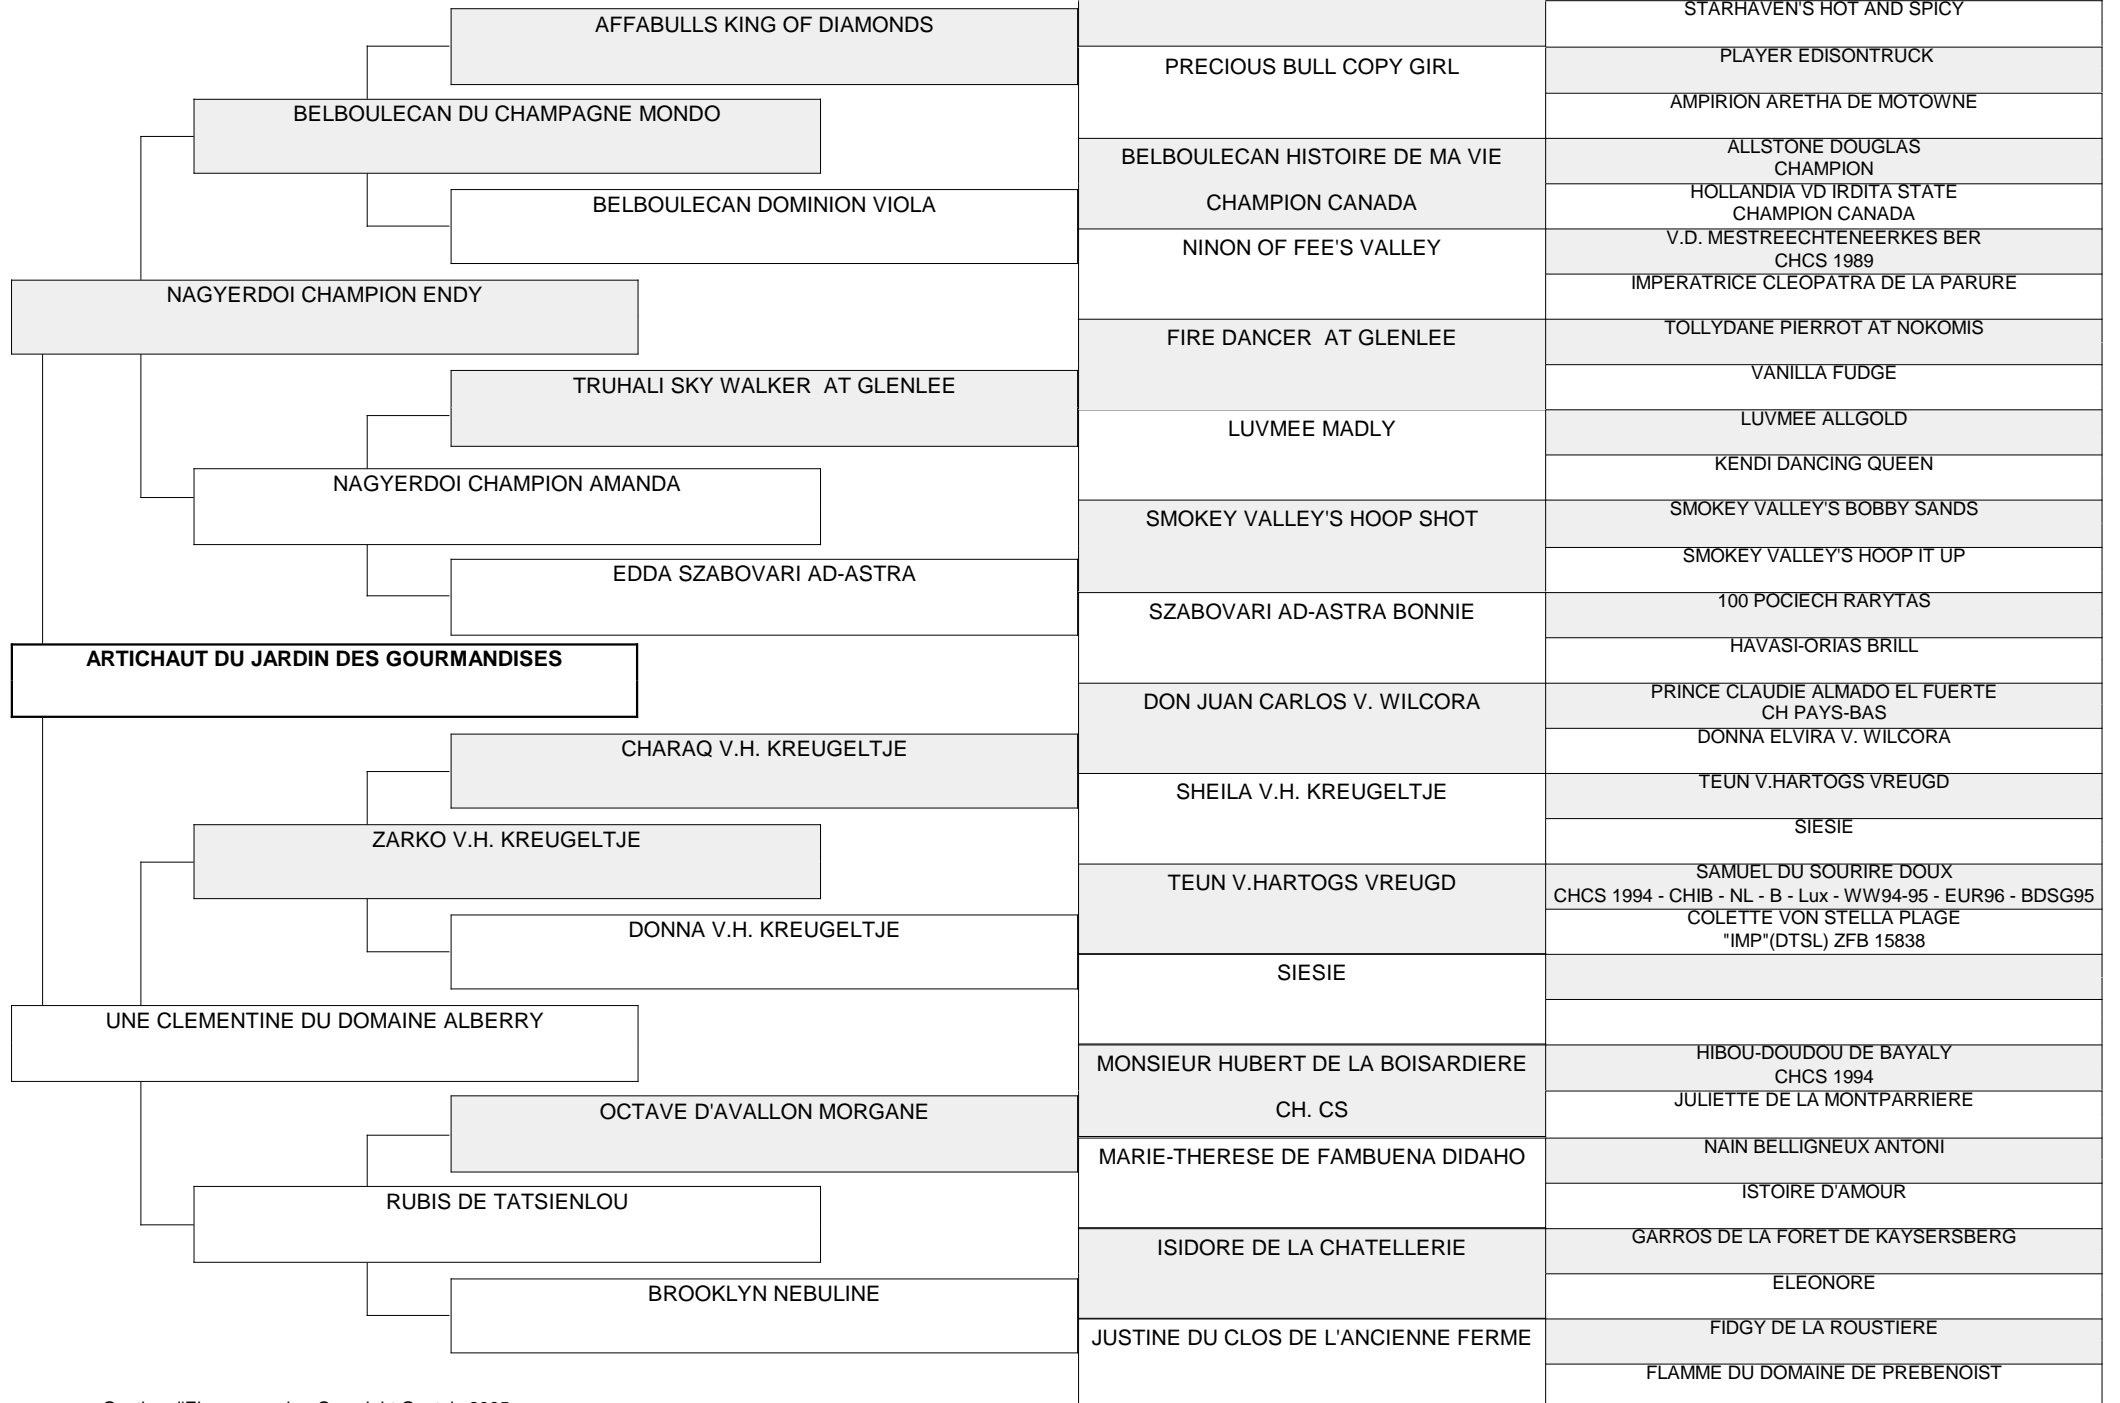 STARHAVEN'S HOT AND SPICY
AFFABULLS KING OF DIAMONDS
PLAYER EDISONTRUCK
PRECIOUS BULL COPY GIRL
AMPIRION ARETHA DE MOTOWNE
BELBOULECAN DU CHAMPAGNE MONDO
ALLSTONE DOUGLAS
BELBOULECAN HISTOIRE DE MA VIE
CHAMPION
HOLLANDIA VD IRDITA STATE
BELBOULECAN DOMINION VIOLA
CHAMPION CANADA
CHAMPION CANADA
V.D. MESTREECHTENEERKES BER
NINON OF FEE'S VALLEY
CHCS 1989
IMPERATRICE CLEOPATRA DE LA PARURE
NAGYERDOI CHAMPION ENDY
TOLLYDANE PIERROT AT NOKOMIS
FIRE DANCER  AT GLENLEE
VANILLA FUDGE
TRUHALI SKY WALKER  AT GLENLEE
LUVMEE ALLGOLD
LUVMEE MADLY
KENDI DANCING QUEEN
NAGYERDOI CHAMPION AMANDA
SMOKEY VALLEY'S BOBBY SANDS
SMOKEY VALLEY'S HOOP SHOT
SMOKEY VALLEY'S HOOP IT UP
EDDA SZABOVARI AD-ASTRA
100 POCIECH RARYTAS
SZABOVARI AD-ASTRA BONNIE
HAVASI-ORIAS BRILL
ARTICHAUT DU JARDIN DES GOURMANDISES
PRINCE CLAUDIE ALMADO EL FUERTE
DON JUAN CARLOS V. WILCORA
CH PAYS-BAS
DONNA ELVIRA V. WILCORA
CHARAQ V.H. KREUGELTJE
TEUN V.HARTOGS VREUGD
SHEILA V.H. KREUGELTJE
SIESIE
ZARKO V.H. KREUGELTJE
SAMUEL DU SOURIRE DOUX
TEUN V.HARTOGS VREUGD
CHCS 1994 - CHIB - NL - B - Lux - WW94-95 - EUR96 - BDSG95
COLETTE VON STELLA PLAGE
DONNA V.H. KREUGELTJE
"IMP"(DTSL) ZFB 15838
SIESIE
UNE CLEMENTINE DU DOMAINE ALBERRY
HIBOU-DOUDOU DE BAYALY
MONSIEUR HUBERT DE LA BOISARDIERE
CHCS 1994
JULIETTE DE LA MONTPARRIERE
OCTAVE D'AVALLON MORGANE
CH. CS
NAIN BELLIGNEUX ANTONI
MARIE-THERESE DE FAMBUENA DIDAHO
ISTOIRE D'AMOUR
RUBIS DE TATSIENLOU
GARROS DE LA FORET DE KAYSERSBERG
ISIDORE DE LA CHATELLERIE
ELEONORE
BROOKLYN NEBULINE
FIDGY DE LA ROUSTIERE
JUSTINE DU CLOS DE L'ANCIENNE FERME
FLAMME DU DOMAINE DE PREBENOIST